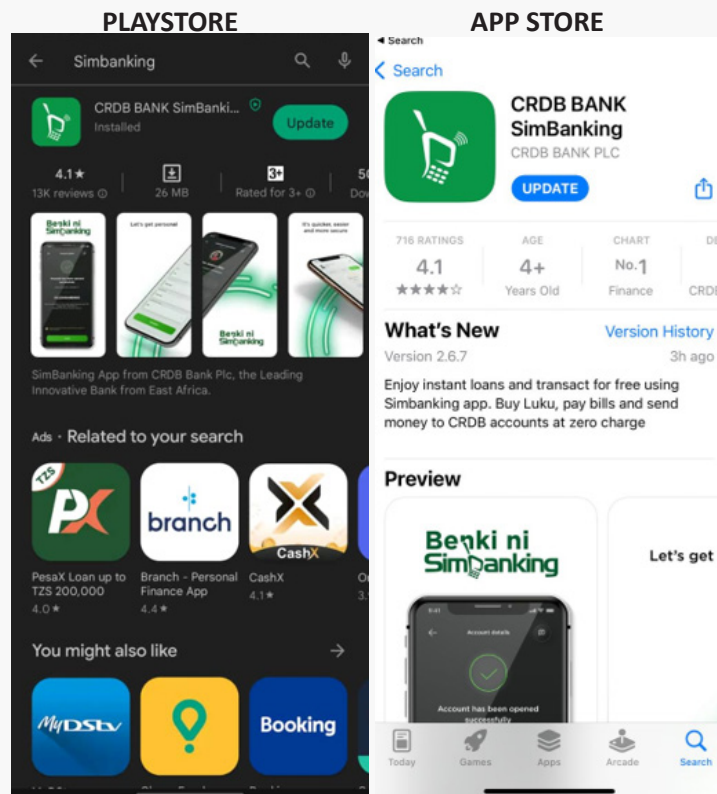 PLAYSTORE
Simbanking
CRDB BANK SimBanki...
Installed
Update
4.1★
13K reviews
26 MB
3+
Rated for 3+
50
Dow
Benki ni
Simbanking
Let's get personal
Benki ni
Simbanking
It's quicker, easier
and more secure
SimBanking App from CRDB Bank Plc, the Leading
Innovative Bank from East Africa.
Ads · Related to your search
TZS
PX
branch
CashX
PesaX Loan up to
TZS 200,000
4.0★
Branch - Personal
Finance App
4.4★
CashX
4.1★
You might also like
MyDStv
Booking
APP STORE
Search
Search
CRDB BANK
SimBanking
CRDB BANK PLC
UPDATE
716 RATINGS
4.1
★★★★☆
AGE
4+
Years Old
CHART
No.1
Finance
DE
CRDB
What's New
Version History
Version 2.6.7
3h ago
Enjoy instant loans and transact for free using
Simbanking app. Buy Luku, pay bills and send
money to CRDB accounts at zero charge
Preview
Benki ni
Simbanking
9:41
Account details
Account has been opened
successfully
Let's get
Today
Games
Apps
Arcade
Search